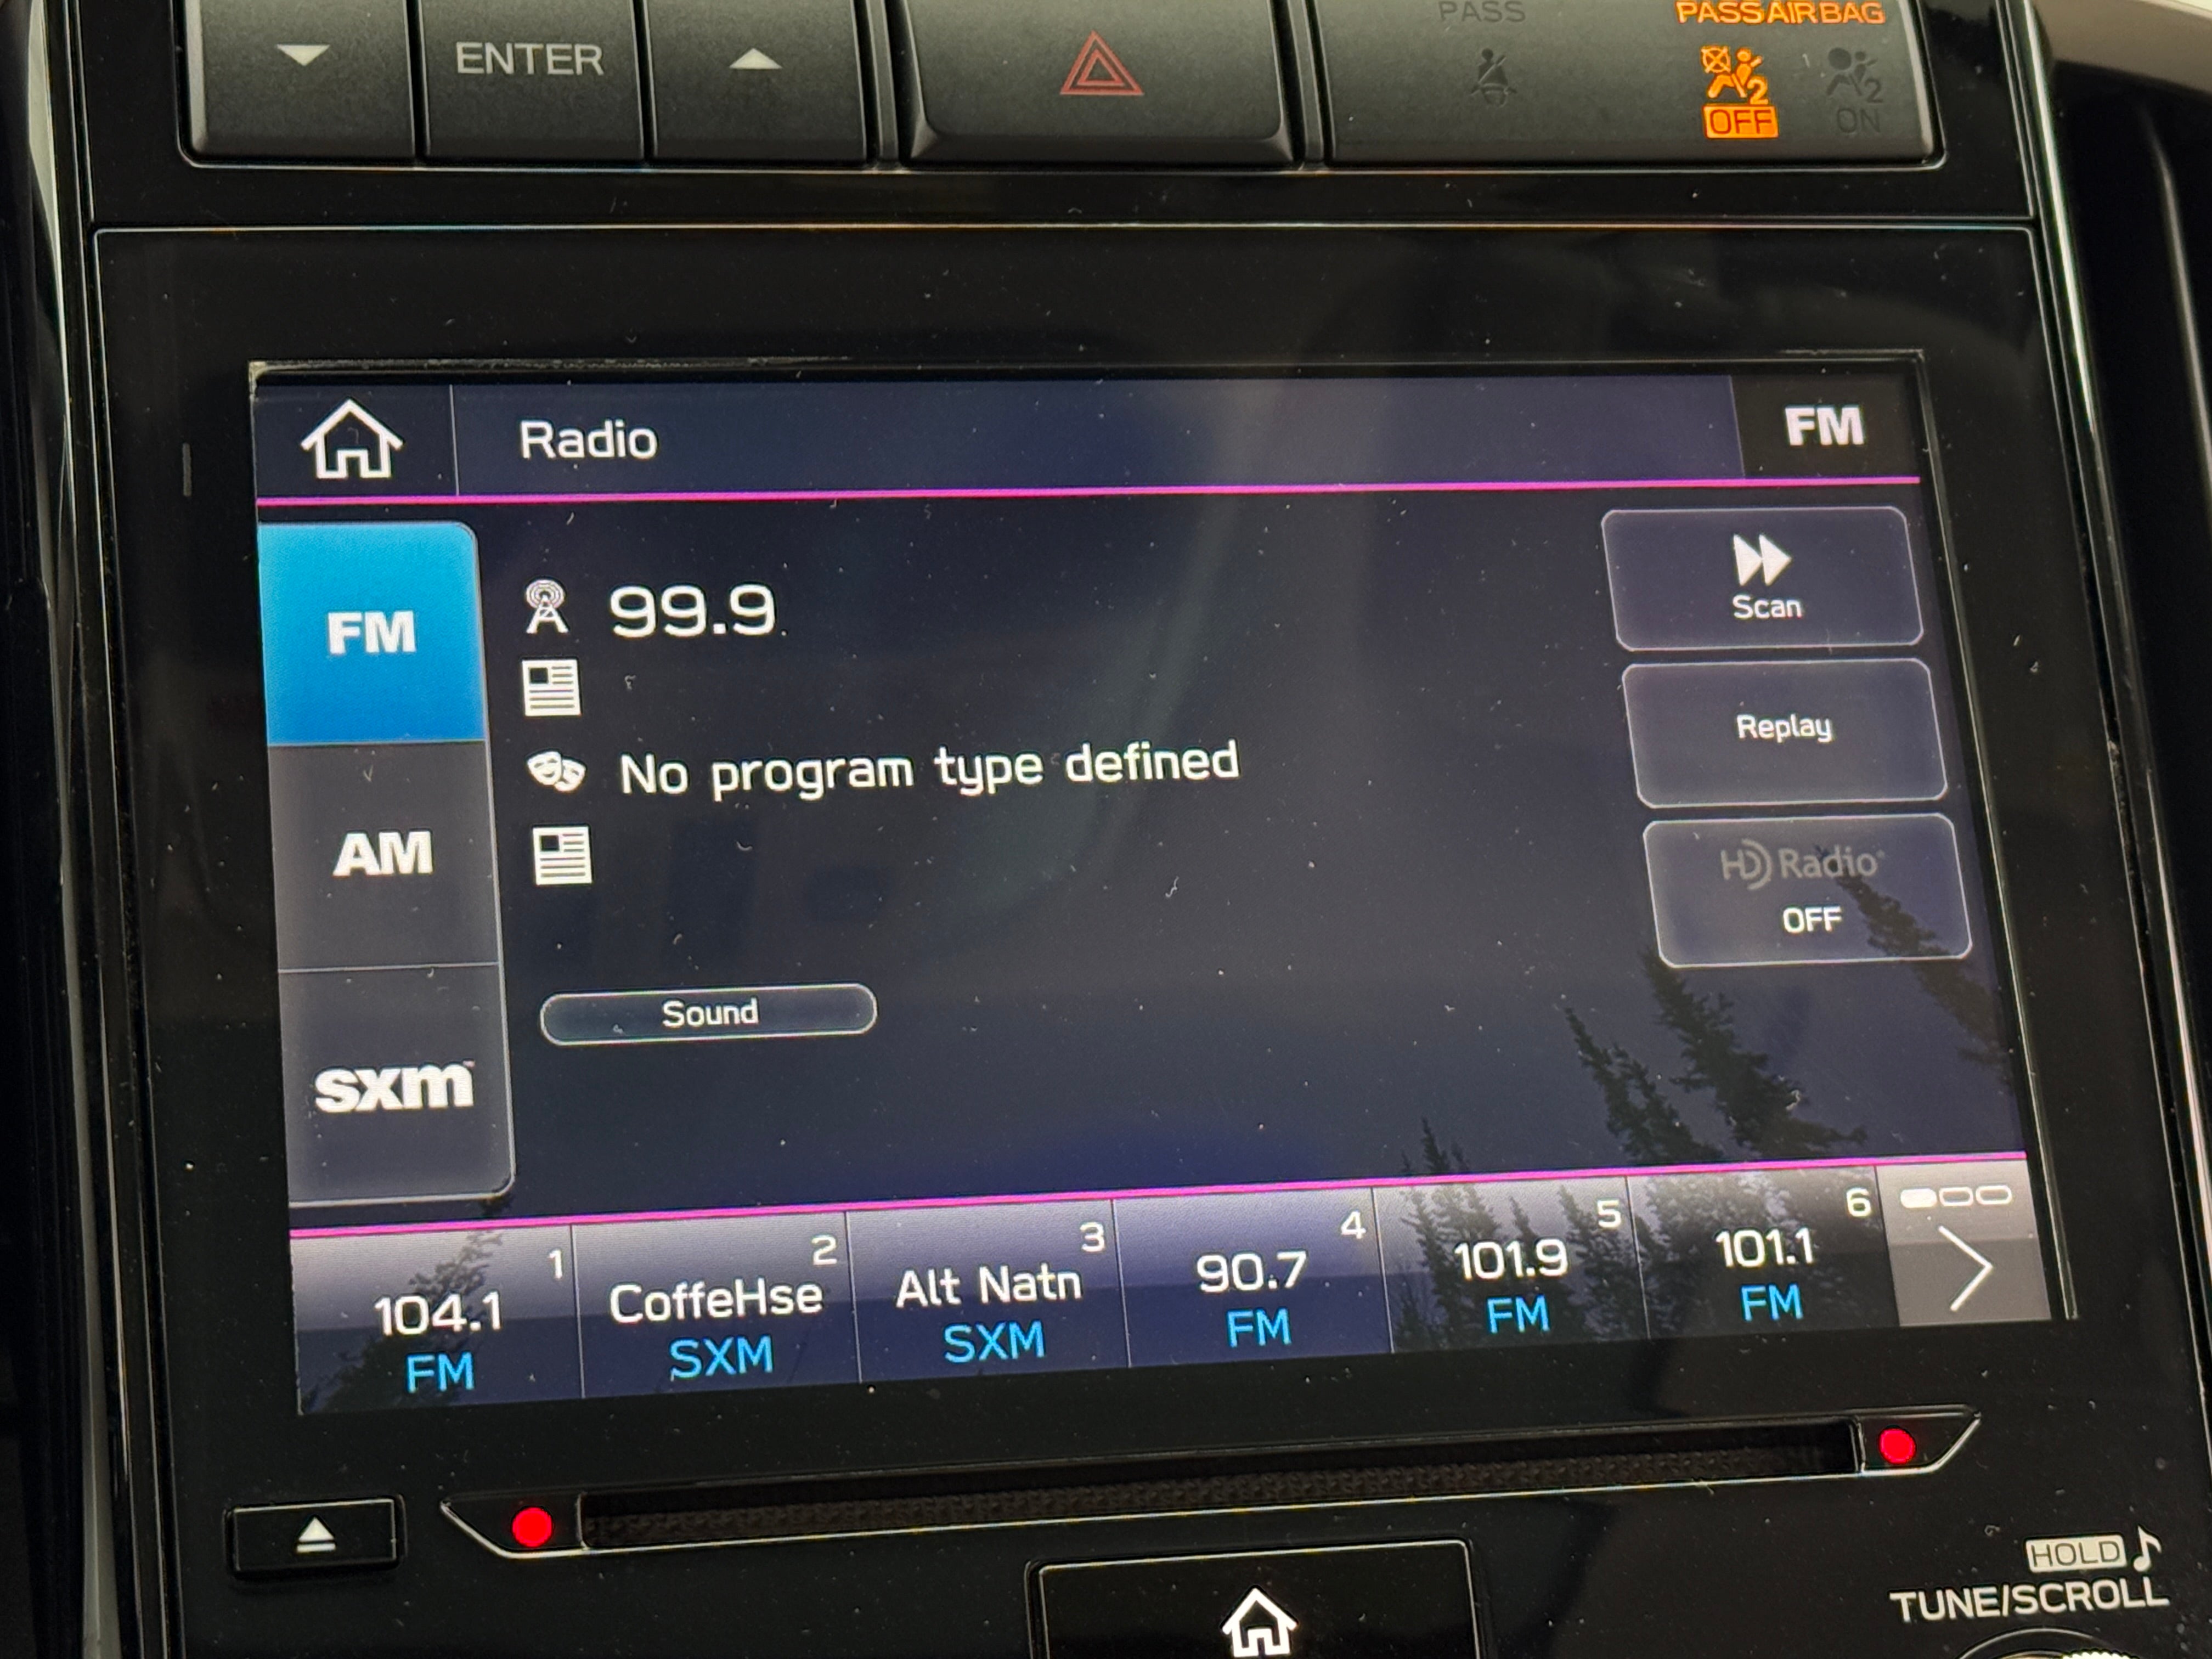 PASS
PASS AIR BAG
ENTER
2
2
OFF
ON
Radio
FM
FM
99.9
Scan
No program type defined
Replay
AM
HD Radio
OFF
Sound
sxm
1
104.1
FM
2
CoffeHse
SXM
3
Alt Natn
SXM
4
90.7
FM
5
101.9
FM
6
101.1
FM
HOLD
TUNE/SCROLL